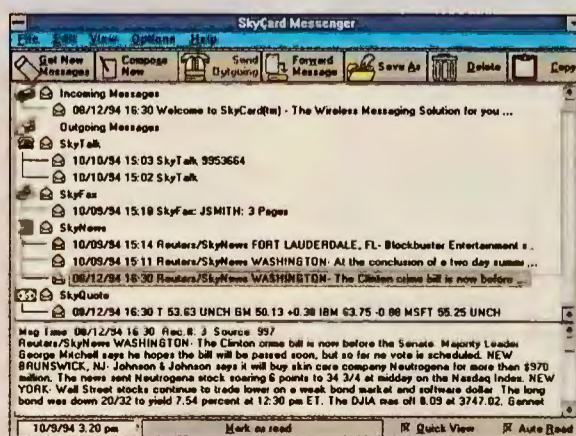 SkyCard Messenger
File Edit View Options Help
Get New Messages
Compose New
Send Outgoing
Forward Message
Save As
Delete
Copy
Incoming Messages
08/12/94 16:30 Welcome to SkyCard(tm) - The Wireless Messaging Solution for you ...
Outgoing Messages
SkyTalk
10/10/94 15:03 SkyTalk 9953664
10/10/94 15:02 SkyTalk
SkyFax
10/09/94 15:18 SkyFax: JSMITH: 3 Pages
SkyNews
10/09/94 15:14 Reuters/SkyNews FORT LAUDERDALE, FL- Blockbuster Entertainment s..
10/09/94 15:11 Reuters/SkyNews WASHINGTON- At the conclusion of a two day summe...
08/12/94 16:30 Reuters/SkyNews WASHINGTON- The Clinton crime bill is now before ...
SkyQuote
08/12/94 16:30 T 53.63 UNCH GM 50.13 +0.38 IBM 63.75 -0.88 MSFT 55.25 UNCH
Msg Time 08/12/94 16:30 Rec.#: 3 Source 997
Reuters/SkyNews WASHINGTON- The Clinton crime bill is now before the Senate. Majority Leader
George Mitchell says he hopes the bill will be passed soon, but so far no vote is scheduled. NEW
BRUNSWICK, NJ- Johnson & Johnson says it will buy skin care company Neutrogena for more than $970
million. The news sent Neutrogena stock soaring 6 points to 34 3/4 at midday on the Nasdaq Index. NEW
YORK- Wall Street stocks continue to trade lower on a weak bond market and software dollar. The long
bond was down 20/32 to yield 7.54 percent at 12:30 pm ET. The DJIA was off 8.09 at 3747.02, Gannet
10/9/94 3.20 pm
Mark as read
Quick View
Auto Read